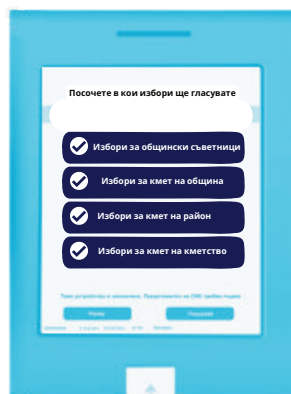 Посочете в кои избори ще гласувате
Избори за общински съветници
Избори за кмет на община
Избори за кмет на район
Избори за кмет на кметство